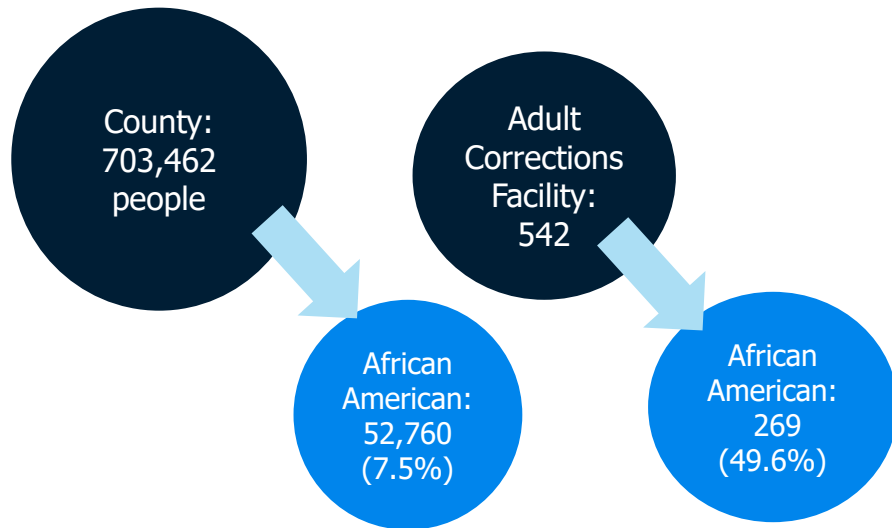 County:
703,462
people
Adult
Corrections
Facility:
542
African
American:
52,760
(7.5%)
African
American:
269
(49.6%)